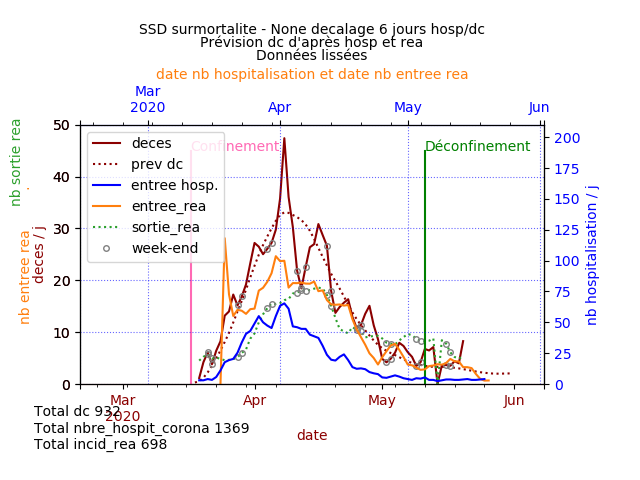 SSD surmortalite - None decalage 6 jours hosp/dc
Prévision dc d'après hosp et rea
Données lissées
date nb hospitalisation et date nb entree rea
Mar
2020
Apr
May
Jun
Confinement
Déconfinement
deces
prev dc
entree hosp.
entree_rea
sortie_rea
week-end
50
40
30
20
10
0
200
175
150
125
100
75
50
25
0
nb sortie rea
.
nb entree rea
deces / j
nb hospitalisation / j
Mar
2020
Apr
May
Jun
date
Total dc 932
Total nbre_hospit_corona 1369
Total incid_rea 698